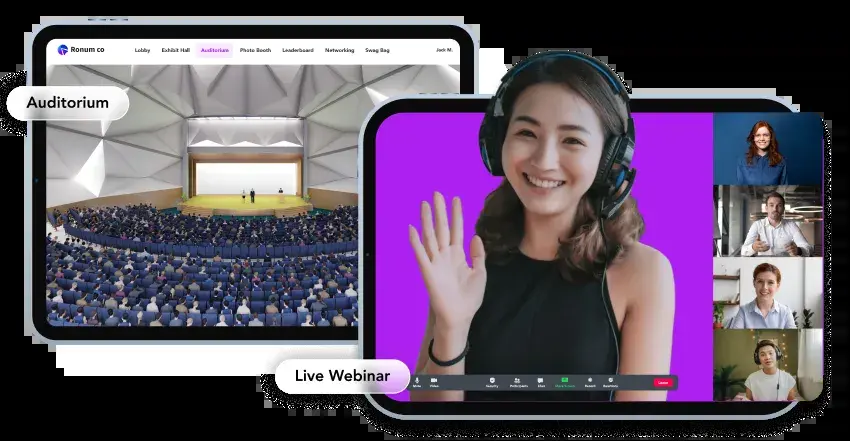 Ronum co
Lobby Exhibit Hall Auditorium Photo Booth Leaderboard Networking Swag Bag Jack M.
Auditorium
Live Webinar
Mute Video Security Participants Chat Share Screen Record Reactions Leave